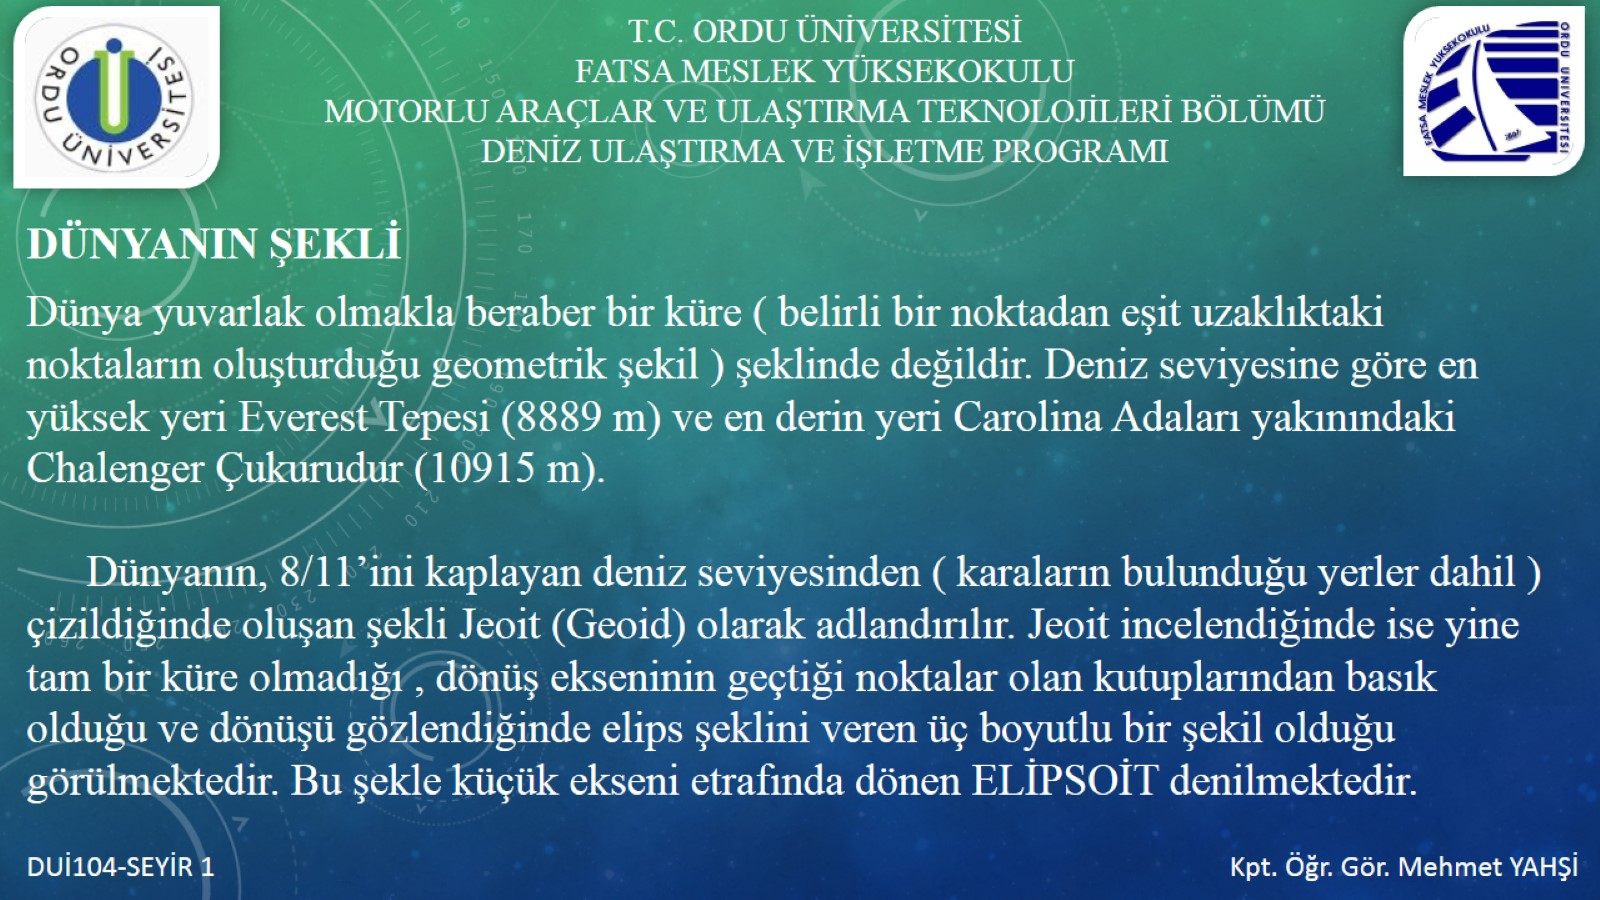 T.C. ORDU ÜNİVERSİTESİ
FATSA MESLEK YÜKSEKOKULU
MOTORLU ARAÇLAR VE ULAŞTIRMA TEKNOLOJİLERİ BÖLÜMÜ
DENİZ ULAŞTIRMA VE İŞLETME PROGRAMI
ORDU ÜNİVERSİTESİ
FATSA MESLEK YÜKSEKOKULU
ORDU ÜNİVERSİTESİ
DÜNYANIN ŞEKLİ
Dünya yuvarlak olmakla beraber bir küre ( belirli bir noktadan eşit uzaklıktaki
noktaların oluşturduğu geometrik şekil ) şeklinde değildir. Deniz seviyesine göre en
yüksek yeri Everest Tepesi (8889 m) ve en derin yeri Carolina Adaları yakınındaki
Chalenger Çukurudur (10915 m).
Dünyanın, 8/11’ini kaplayan deniz seviyesinden ( karaların bulunduğu yerler dahil )
çizildiğinde oluşan şekli Jeoit (Geoid) olarak adlandırılır. Jeoit incelendiğinde ise yine
tam bir küre olmadığı , dönüş ekseninin geçtiği noktalar olan kutuplarından basık
olduğu ve dönüşü gözlendiğinde elips şeklini veren üç boyutlu bir şekil olduğu
görülmektedir. Bu şekle küçük ekseni etrafında dönen ELİPSOİT denilmektedir.
DUİ104-SEYİR 1
Kpt. Öğr. Gör. Mehmet YAHŞİ